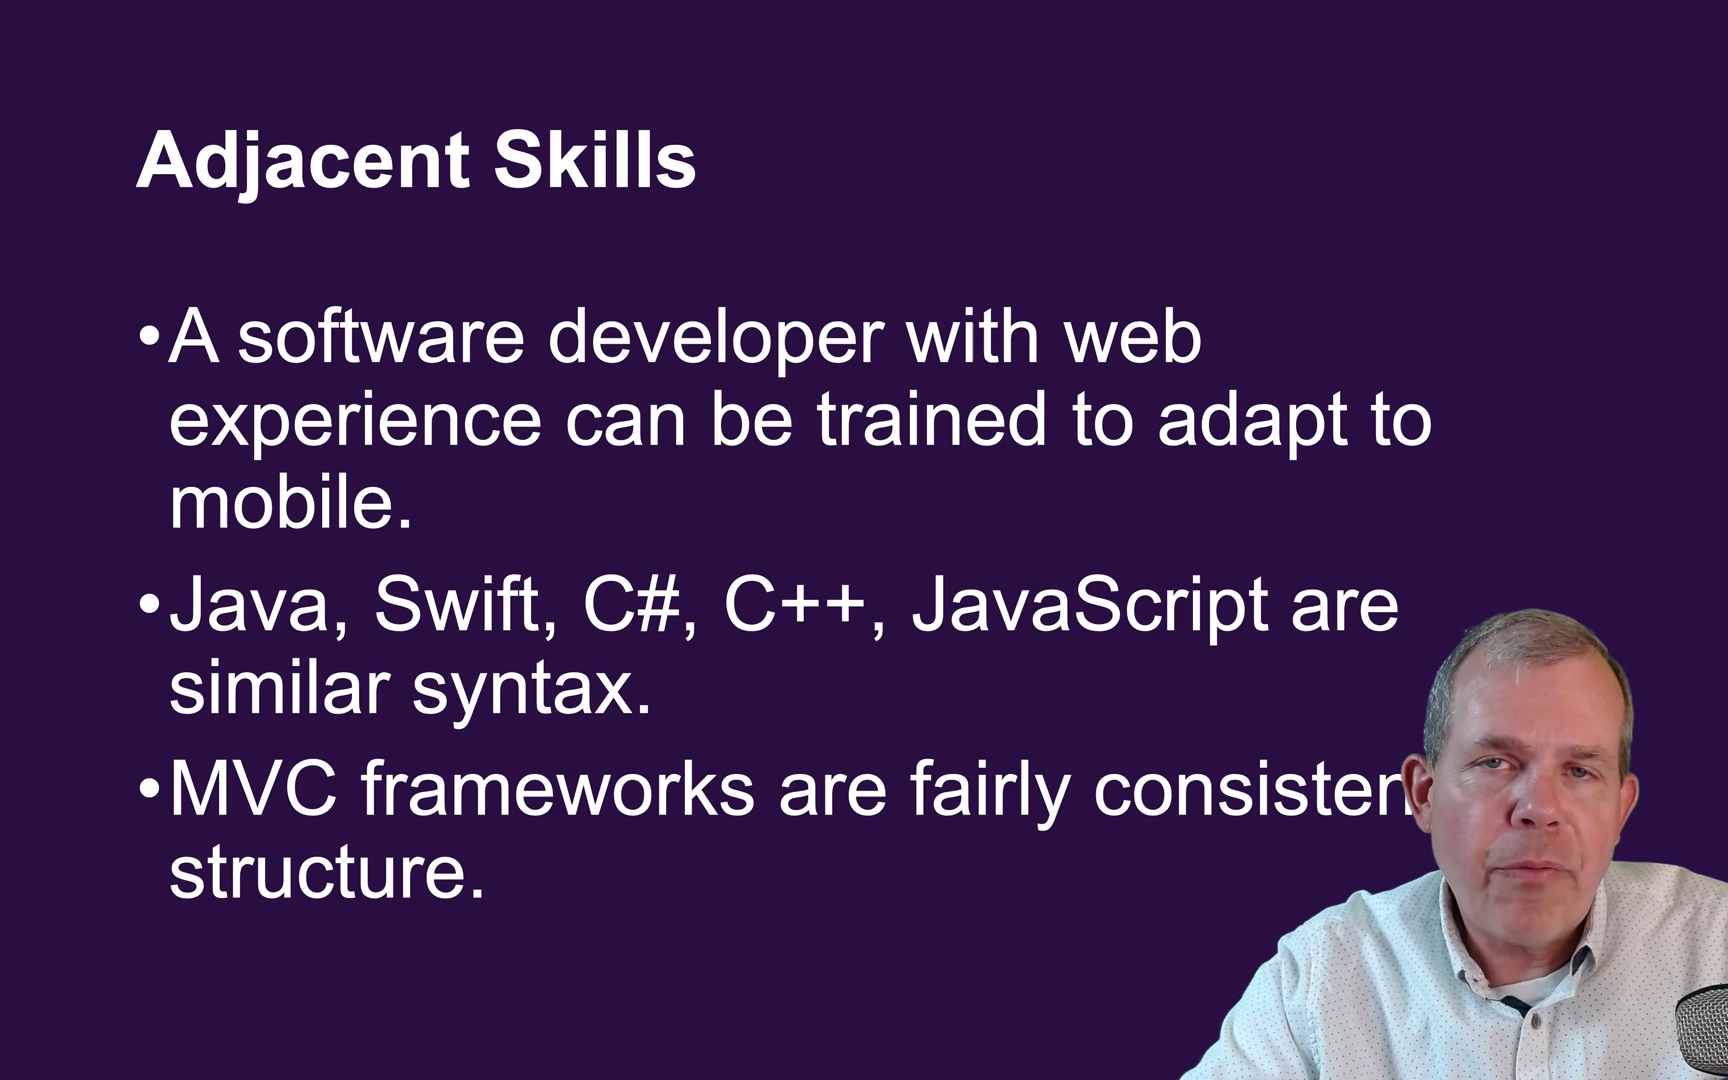 Adjacent Skills
•A software developer with web
experience can be trained to adapt to
mobile.
•Java, Swift, C#, C++, JavaScript are
similar syntax.
•MVC frameworks are fairly
structure.